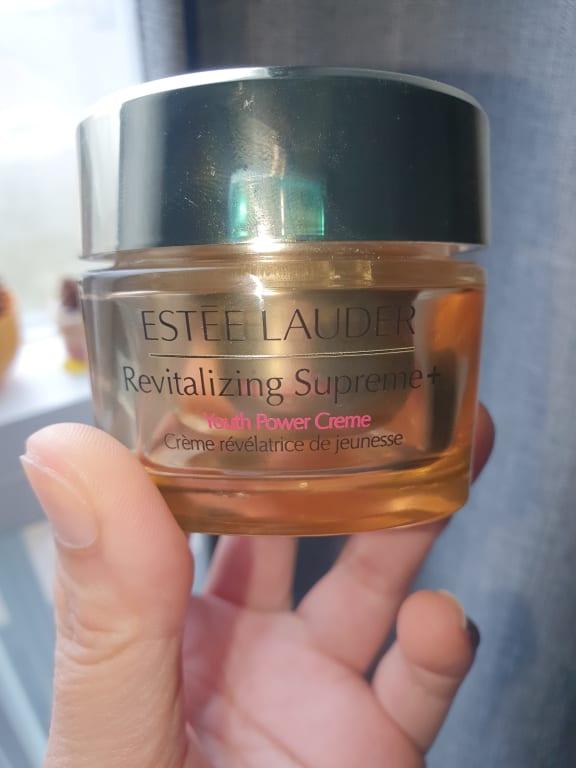 ESTĒE LAUDER
Revitalizing Supreme+
Youth Power Creme
Crème révélatrice de jeunesse